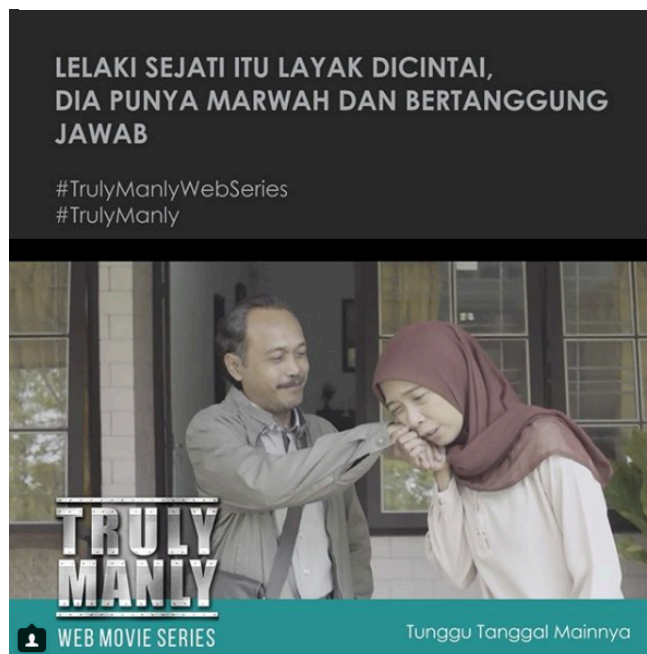 LELAKI SEJATI ITU LAYAK DICINTAI,
DIA PUNYA MARWAH DAN BERTANGGUNG
JAWAB
#TrulyManlyWebSeries
#TrulyManly
TRULY
MANLY
WEB MOVIE SERIES
Tunggu Tanggal Mainnya